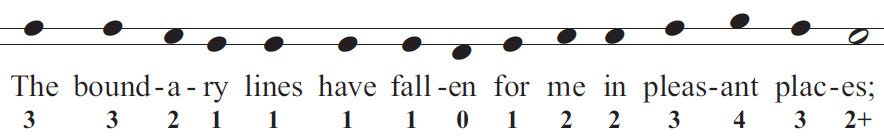 The bound-a-ry lines have fall-en for me in pleas-ant plac-es;
3 3 2 1 1 1 1 0 1 2 2 3 4 3 2+